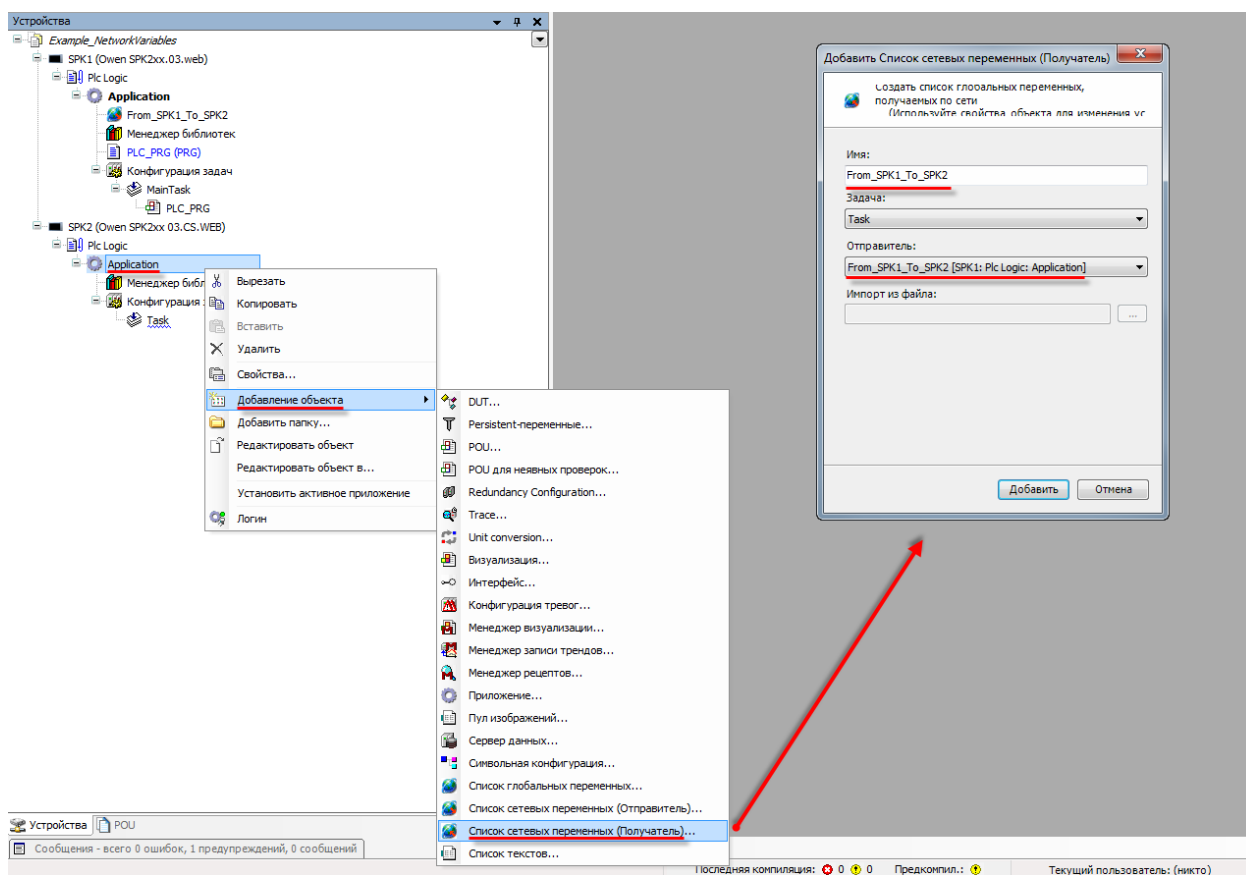 Устройства
Example_NetworkVariables
SPK1 (Owen SPK2xx.03.web)
Plc Logic
Application
From_SPK1_To_SPK2
Менеджер библиотек
PLC_PRG (PRG)
Конфигурация задач
MainTask
PLC_PRG
SPK2 (Owen SPK2xx 03.CS.WEB)
Plc Logic
Application
Менеджер библ
Конфигурация
Task
Вырезать
Копировать
Вставить
Удалить
Свойства...
Добавление объекта
Добавить папку...
Редактировать объект
Редактировать объект в...
Установить активное приложение
Логин
DUT...
Persistent-переменные...
POU...
POU для неявных проверок...
Redundancy Configuration...
Trace...
Unit conversion...
Визуализация...
Интерфейс...
Конфигурация тревог...
Менеджер визуализации...
Менеджер записи трендов...
Менеджер рецептов...
Приложение...
Пул изображений...
Сервер данных...
Символьная конфигурация...
Список глобальных переменных...
Список сетевых переменных (Отправитель)...
Список сетевых переменных (Получатель)...
Список текстов...
Добавить Список сетевых переменных (Получатель)
Создать список глобальных переменных,
получаемых по сети
(Используйте свойства объекта для изменения ус
Имя:
From_SPK1_To_SPK2
Задача:
Task
Отправитель:
From_SPK1_To_SPK2 [SPK1: Plc Logic: Application]
Импорт из файла:
...
Добавить
Отмена
Устройства
POU
Сообщения - всего 0 ошибок, 1 предупреждений, 0 сообщений
Последняя компиляция: 0 0 Предкомпил.: Текущий пользователь: (никто)